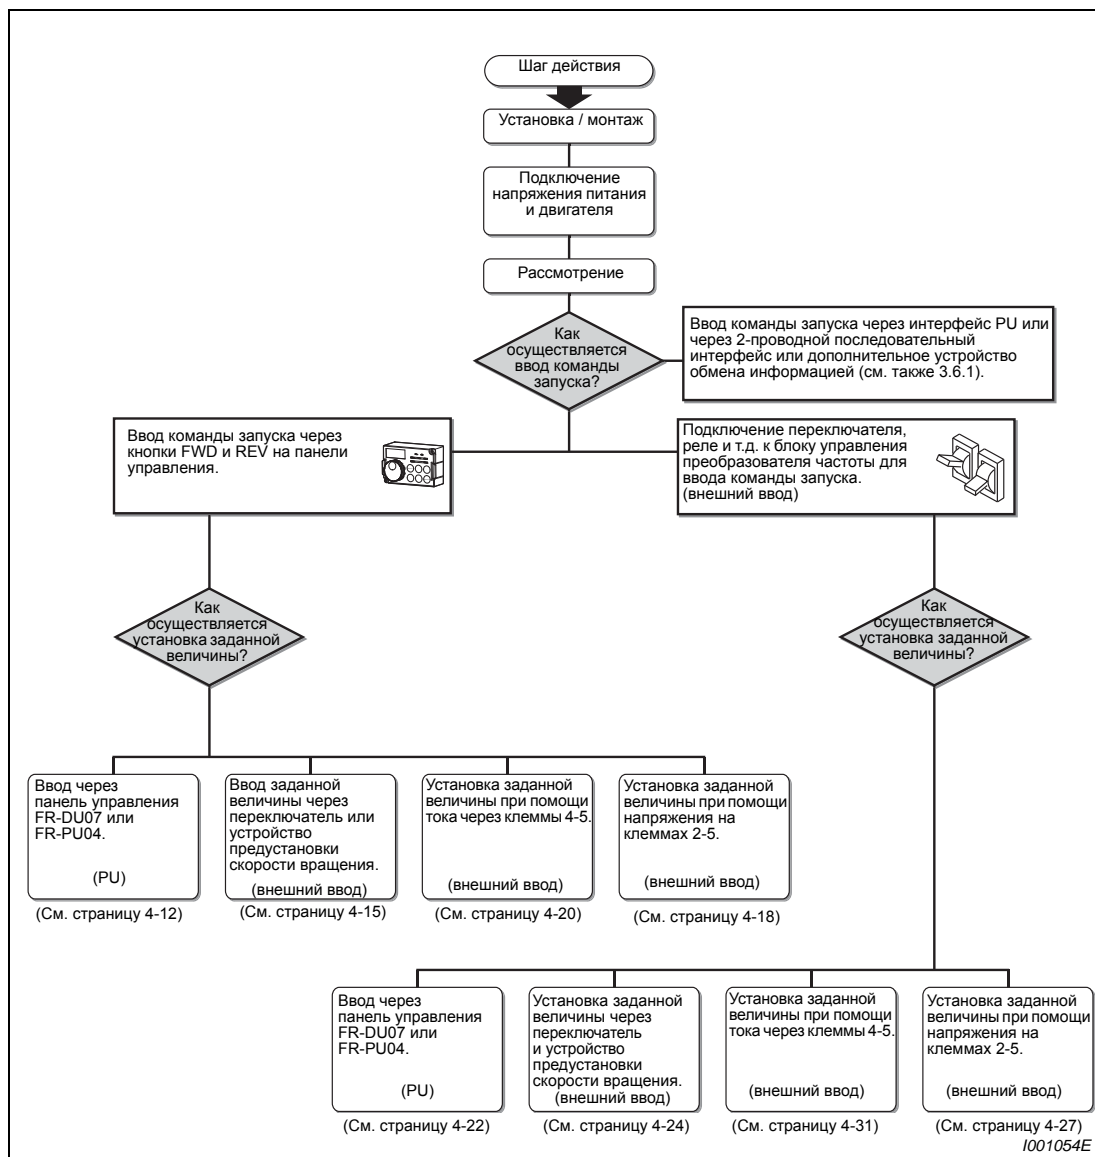 Шаг действия
Установка / монтаж
Подключение
напряжения питания
и двигателя
Рассмотрение
Как
осуществляется
ввод команды
запуска?
Ввод команды запуска через интерфейс PU или
через 2-проводной последовательный
интерфейс или дополнительное устройство
обмена информацией (см. также 3.6.1).
Ввод команды запуска через
кнопки FWD и REV на панели
управления.
Подключение переключателя,
реле и т.д. к блоку управления
преобразователя частоты для
ввода команды запуска.
(внешний ввод)
Как
осуществляется
установка заданной
величины?
Как
осуществляется
установка заданной
величины?
Ввод через
панель управления
FR-DU07 или
FR-PU04.
(PU)
(См. страницу 4-12)
Ввод заданной
величины через
переключатель или
устройство
предустановки
скорости вращения.
(внешний ввод)
(См. страницу 4-15)
Установка заданной
величины при помощи
тока через клеммы 4-5.
(внешний ввод)
(См. страницу 4-20)
Установка заданной
величины при помощи
напряжения на
клеммах 2-5.
(внешний ввод)
(См. страницу 4-18)
Ввод через
панель управления
FR-DU07 или
FR-PU04.
(PU)
(См. страницу 4-22)
Установка заданной
величины через
переключатель
и устройство
предустановки
скорости вращения.
(внешний ввод)
(См. страницу 4-24)
Установка заданной
величины при помощи
тока через клеммы 4-5.
(внешний ввод)
(См. страницу 4-31)
Установка заданной
величины при помощи
напряжения на
клеммах 2-5.
(внешний ввод)
(См. страницу 4-27)
I001054E